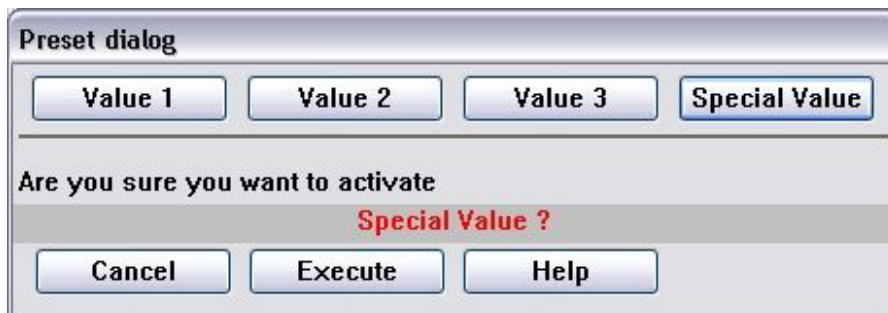 Preset dialog
Value 1 Value 2 Value 3 Special Value
Are you sure you want to activate
Special Value ?
Cancel Execute Help